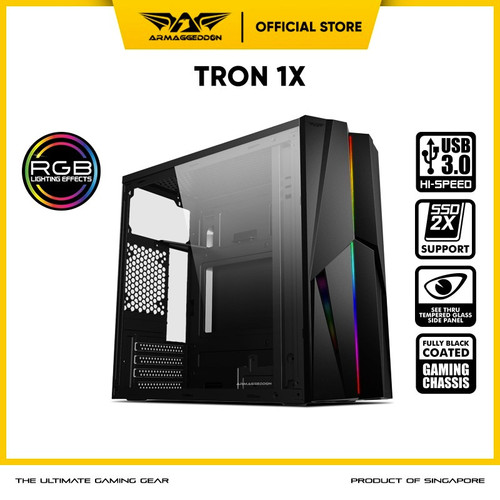 ARMAGGEDDON
OFFICIAL STORE
TRON 1X
RGB
LIGHTING EFFECTS
USB
3.0
HI-SPEED
SSD
2X
SUPPORT
SEE THRU
TEMPERED GLASS
SIDE PANEL
FULLY BLACK
COATED
GAMING
CHASSIS
ARMAGGEDDON
THE ULTIMATE GAMING GEAR
PRODUCT OF SINGAPORE